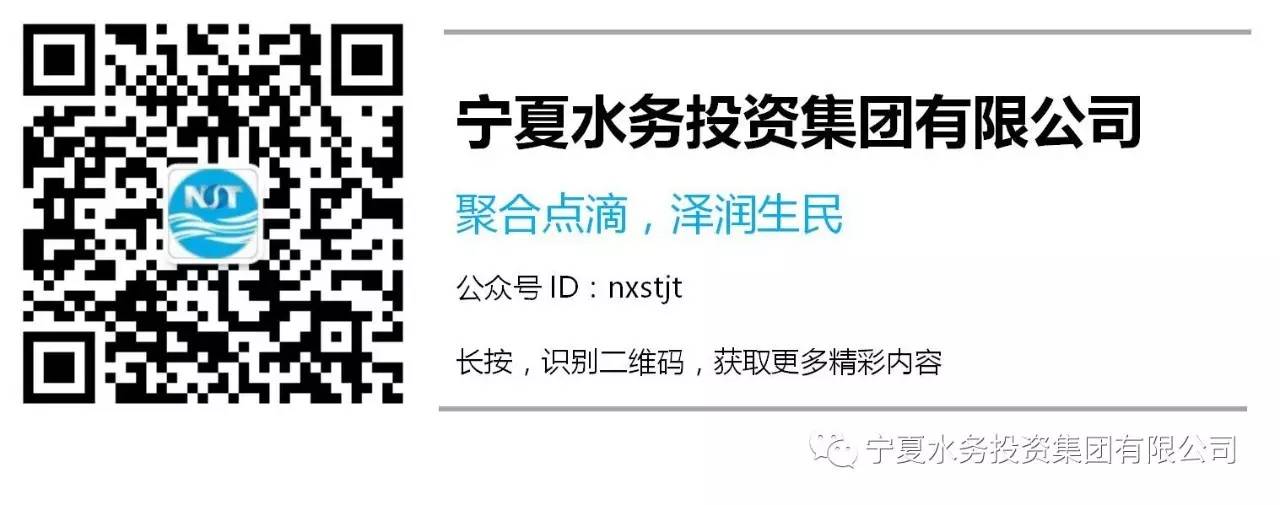 宁夏水务投资集团有限公司
NST
聚合点滴，泽润生民
公众号 ID：nxstjt
长按，识别二维码，获取更多精彩内容
宁夏水务投资集团有限公司